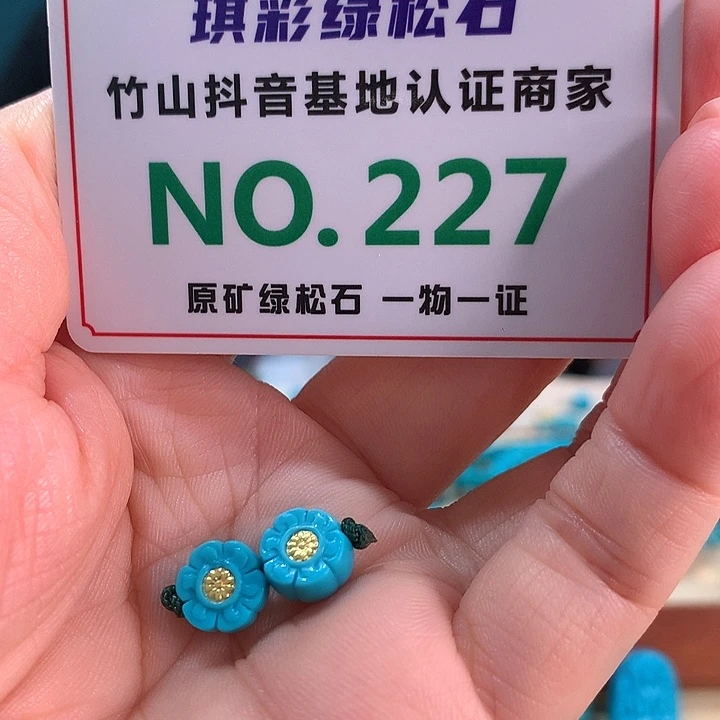 琪彩绿松石
竹山抖音基地认证商家
NO.227
原矿绿松石 一物一证